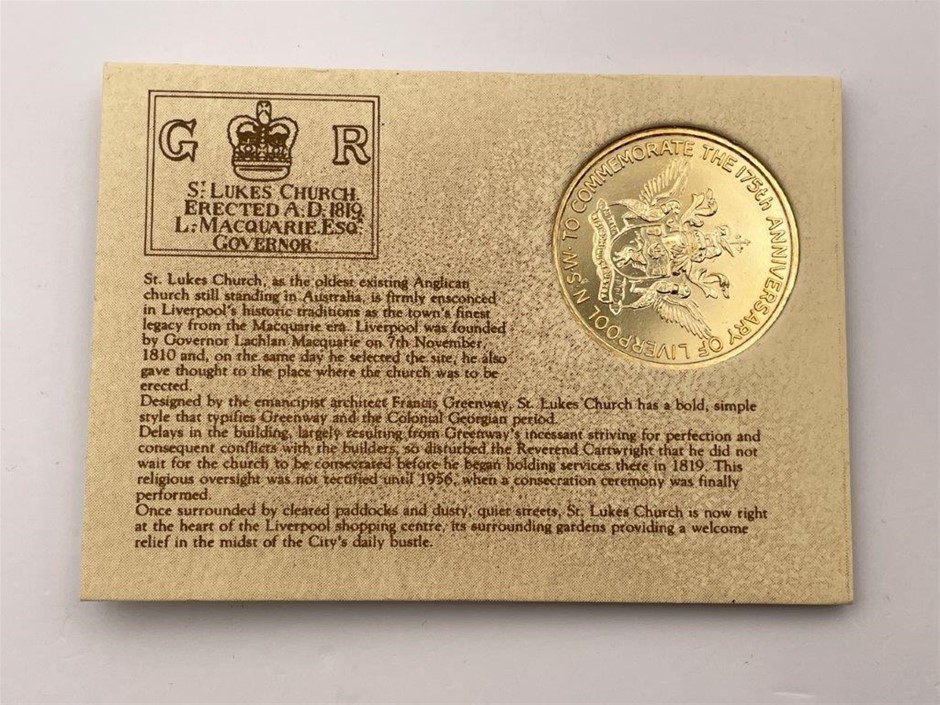 G R
ST. LUKES CHURCH
ERECTED A:D:1819
L: MACQUARIE ESQR
GOVERNOR:
St. Lukes Church, as the oldest existing Anglican
church still standing in Australia, is firmly ensconced
in Liverpool's historic traditions as the town's finest
legacy from the Macquarie era. Liverpool was founded
by Governor Lachlan Macquarie on 7th November,
1810 and, on the same day he selected the site, he also
gave thought to the place where the church was to be
erected.
Designed by the emancipist architect Francis Greenway, St. Lukes Church has a bold, simple
style that typifies Greenway and the Colonial Georgian period.
Delays in the building, largely resulting from Greenway's incessant striving for perfection and
consequent conflicts with the builders, so disturbed the Reverend Cartwright that he did not
wait for the church to be consecrated before he began holding services there in 1819. This
religious oversight was not rectified until 1956, when a consecration ceremony was finally
performed.
Once surrounded by cleared paddocks and dusty, quiet streets, St. Lukes Church is now right
at the heart of the Liverpool shopping centre, its surrounding gardens providing a welcome
relief in the midst of the City's daily bustle.
TO COMMEMORATE THE 175th ANNIVERSARY OF LIVERPOOL NSW